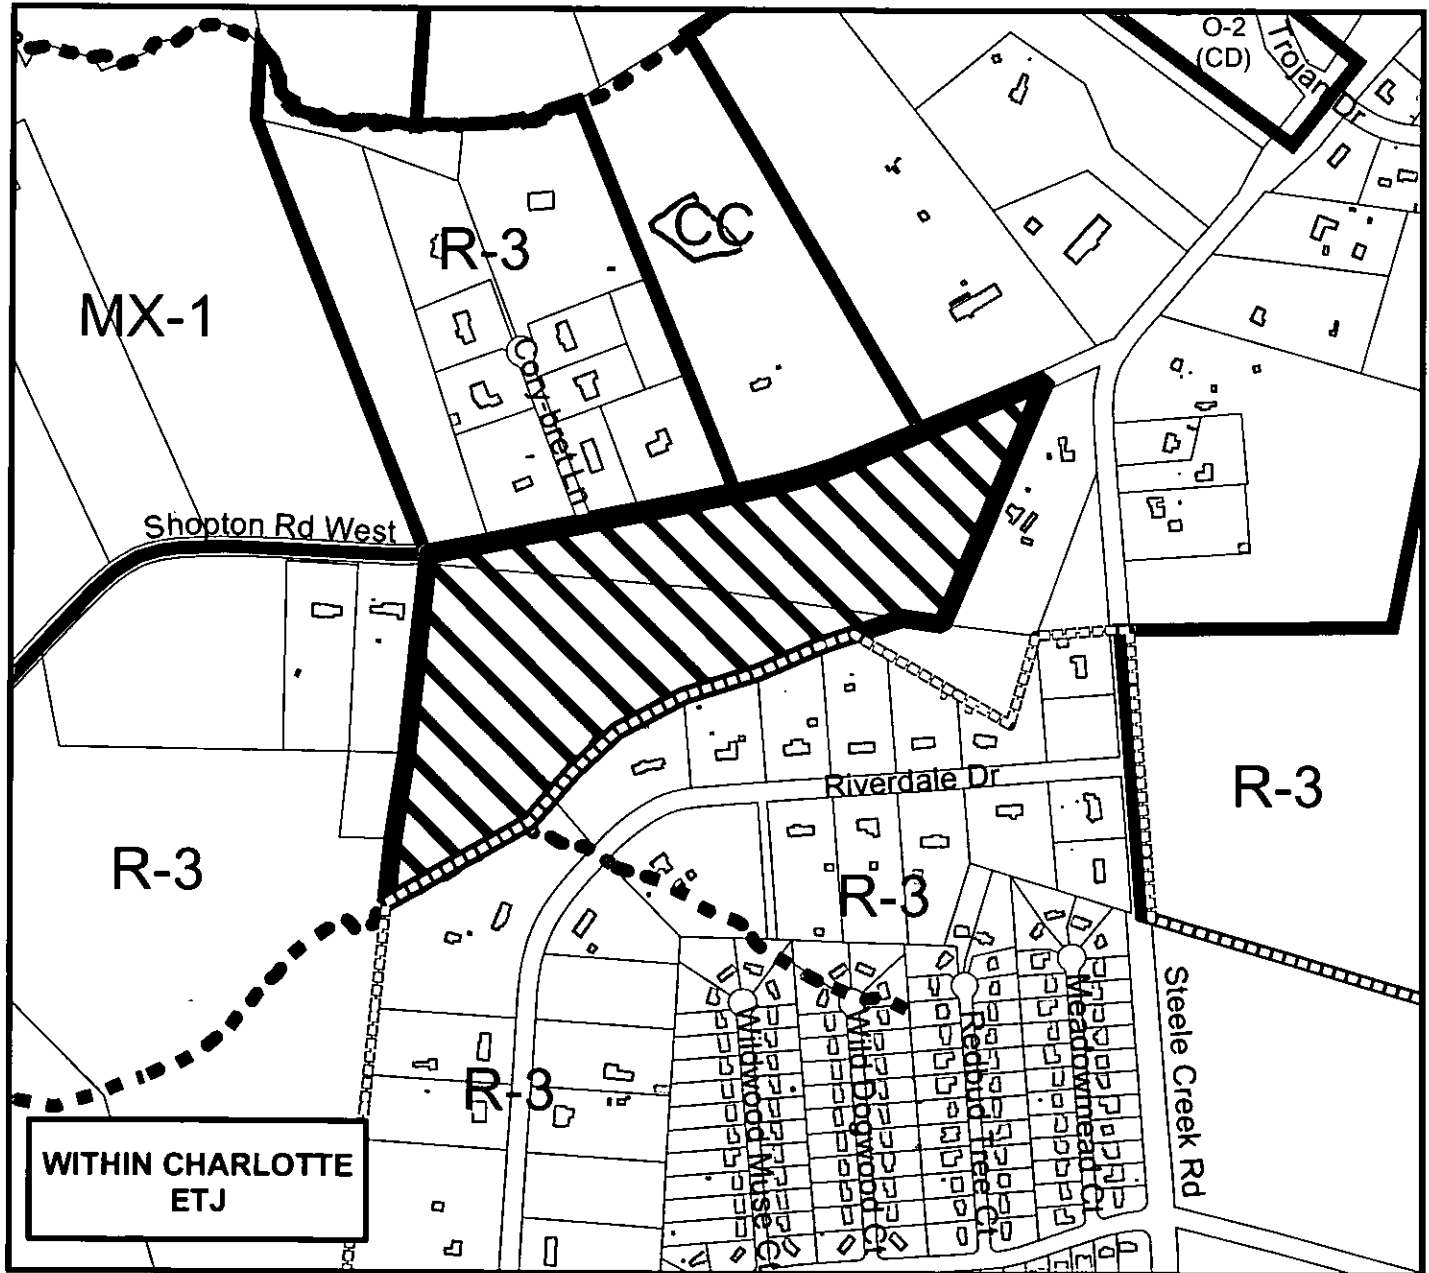 O-2
(CD)
Trojan Dr
CC
R-3
MX-1
Cory-bret Ln
Shopton Rd West
Riverdale Dr
R-3
R-3
R-3
Steele Creek Rd
Wildwood Muse Ct
Wild Dogwood Ct
Redbud Tree Ct
Meadowmead Ct
R-3
WITHIN CHARLOTTE
ETJ